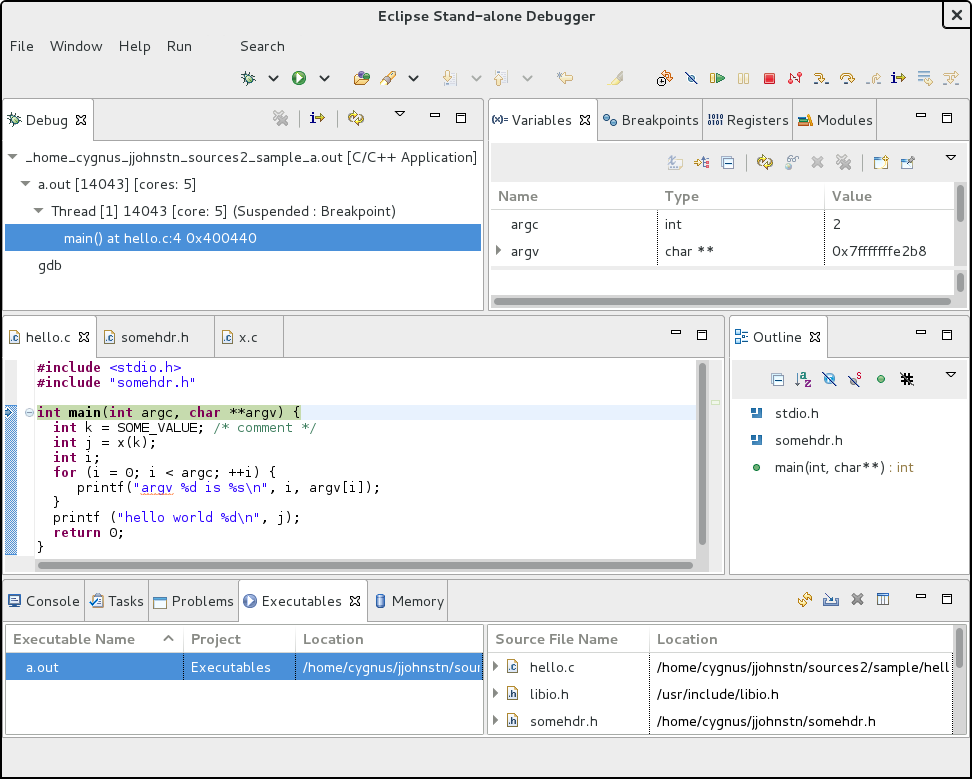 Eclipse Stand-alone Debugger
File Window Help Run Search
Debug
_home_cygnus_jjohnstn_sources2_sample_a.out [C/C++ Application]
a.out [14043] [cores: 5]
Thread [1] 14043 [core: 5] (Suspended : Breakpoint)
main() at hello.c:4 0x400440
gdb
(x)= Variables Breakpoints 1010 0101 Registers Modules
Name Type Value
argc int 2
argv char ** 0x7fffffffe2b8
hello.c somehdr.h x.c
#include <stdio.h>
#include "somehdr.h"
int main(int argc, char **argv) {
int k = SOME_VALUE; /* comment */
int j = x(k);
int i;
for (i = 0; i < argc; ++i) {
printf("argv %d is %s\n", i, argv[i]);
}
printf ("hello world %d\n", j);
return 0;
}
Outline
stdio.h
somehdr.h
main(int, char**) : int
Console Tasks Problems Executables Memory
Executable Name Project Location
a.out Executables /home/cygnus/jjohnstn/sour
Source File Name Location
hello.c /home/cygnus/jjohnstn/sources2/sample/hell
libio.h /usr/include/libio.h
somehdr.h /home/cygnus/jjohnstn/somehdr.h